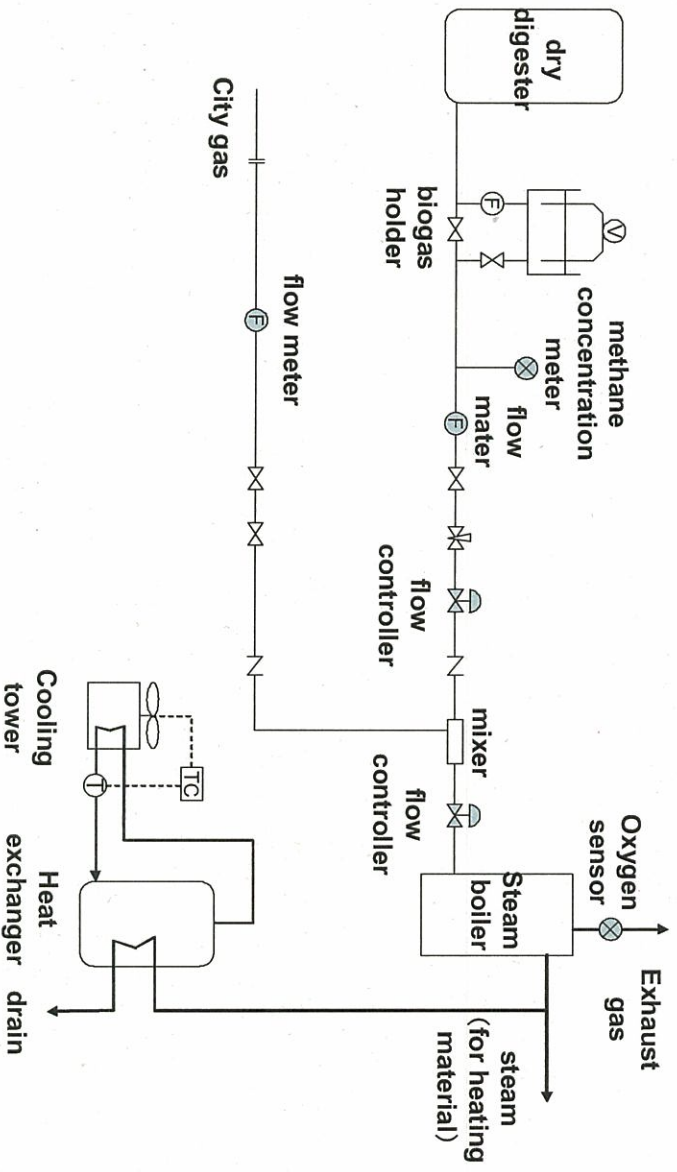 dry
digester
V
F
biogas
holder
methane
concentration
meter
flow
mater
F
flow
controller
mixer
flow
controller
Oxygen
sensor
Exhaust
gas
Steam
boiler
steam
(for heating
material)
City gas
flow meter
F
TC
T
Cooling
tower
Heat
exchanger
drain